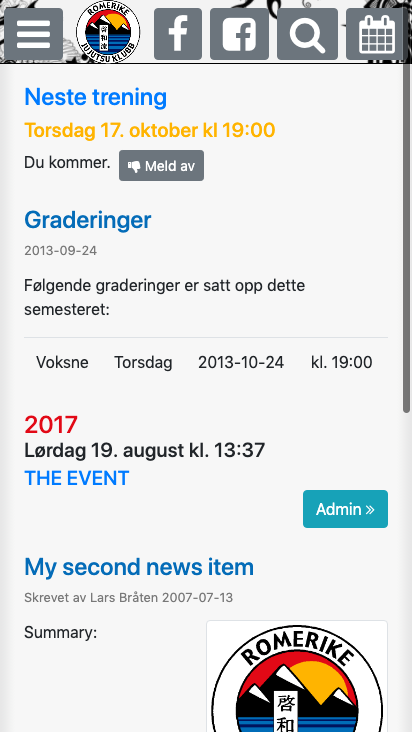 ROMERIKE
JUJUTSU KLUBB
Neste trening
Torsdag 17. oktober kl 19:00
Du kommer. Meld av
Graderinger
2013-09-24
Følgende graderinger er satt opp dette
semesteret:
Voksne Torsdag 2013-10-24 kl. 19:00
2017
Lørdag 19. august kl. 13:37
THE EVENT
Admin »
My second news item
Skrevet av Lars Bråten 2007-07-13
Summary:
ROMERIKE
啓
和